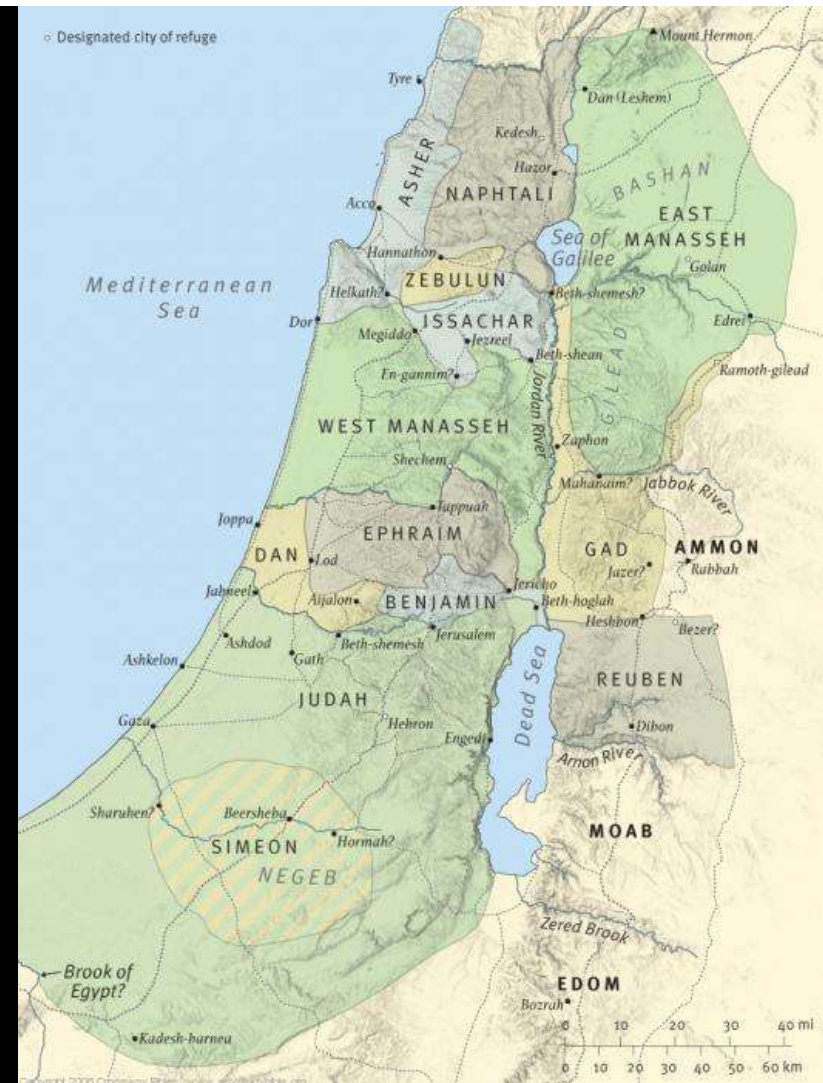 Designated city of refuge
Mount Hermon
Tyre
Dan (Leshem)
Kedesh
ASHER
Hazor
BASHAN
NAPHTALI
Acco
EAST
MANASSEH
Sea of
Galilee
Hannathon
Golan
Mediterranean
Sea
ZEBULUN
Helkath?
Beth-shemesh?
Dor
ISSACHAR
Edrei
Megiddo
Jezreel
GILEAD
Beth-shean
Ramoth-gilead
En-gannim?
Jordan River
WEST MANASSEH
Zaphon
Shechem
Mahanaim?
Jabbok River
Tappuah
Joppa
EPHRAIM
GAD
AMMON
DAN
Lod
Jazer?
Rabbah
Jericho
Jabneel
Aijalon
BENJAMIN
Beth-hoglah
Heshbon
Bezer?
Ashdod
Beth-shemesh
Jerusalem
Gath
Ashkelon
REUBEN
JUDAH
Dead Sea
Hebron
Gaza
Dibon
Engedi
Arnon River
Sharuhen?
Beersheba
MOAB
Hormah?
SIMEON
NEGEB
Zered Brook
Brook of
Egypt?
EDOM
Bozrah
0 10 20 30 40 mi
Kadesh-barnea
0 10 20 30 40 50 60 km